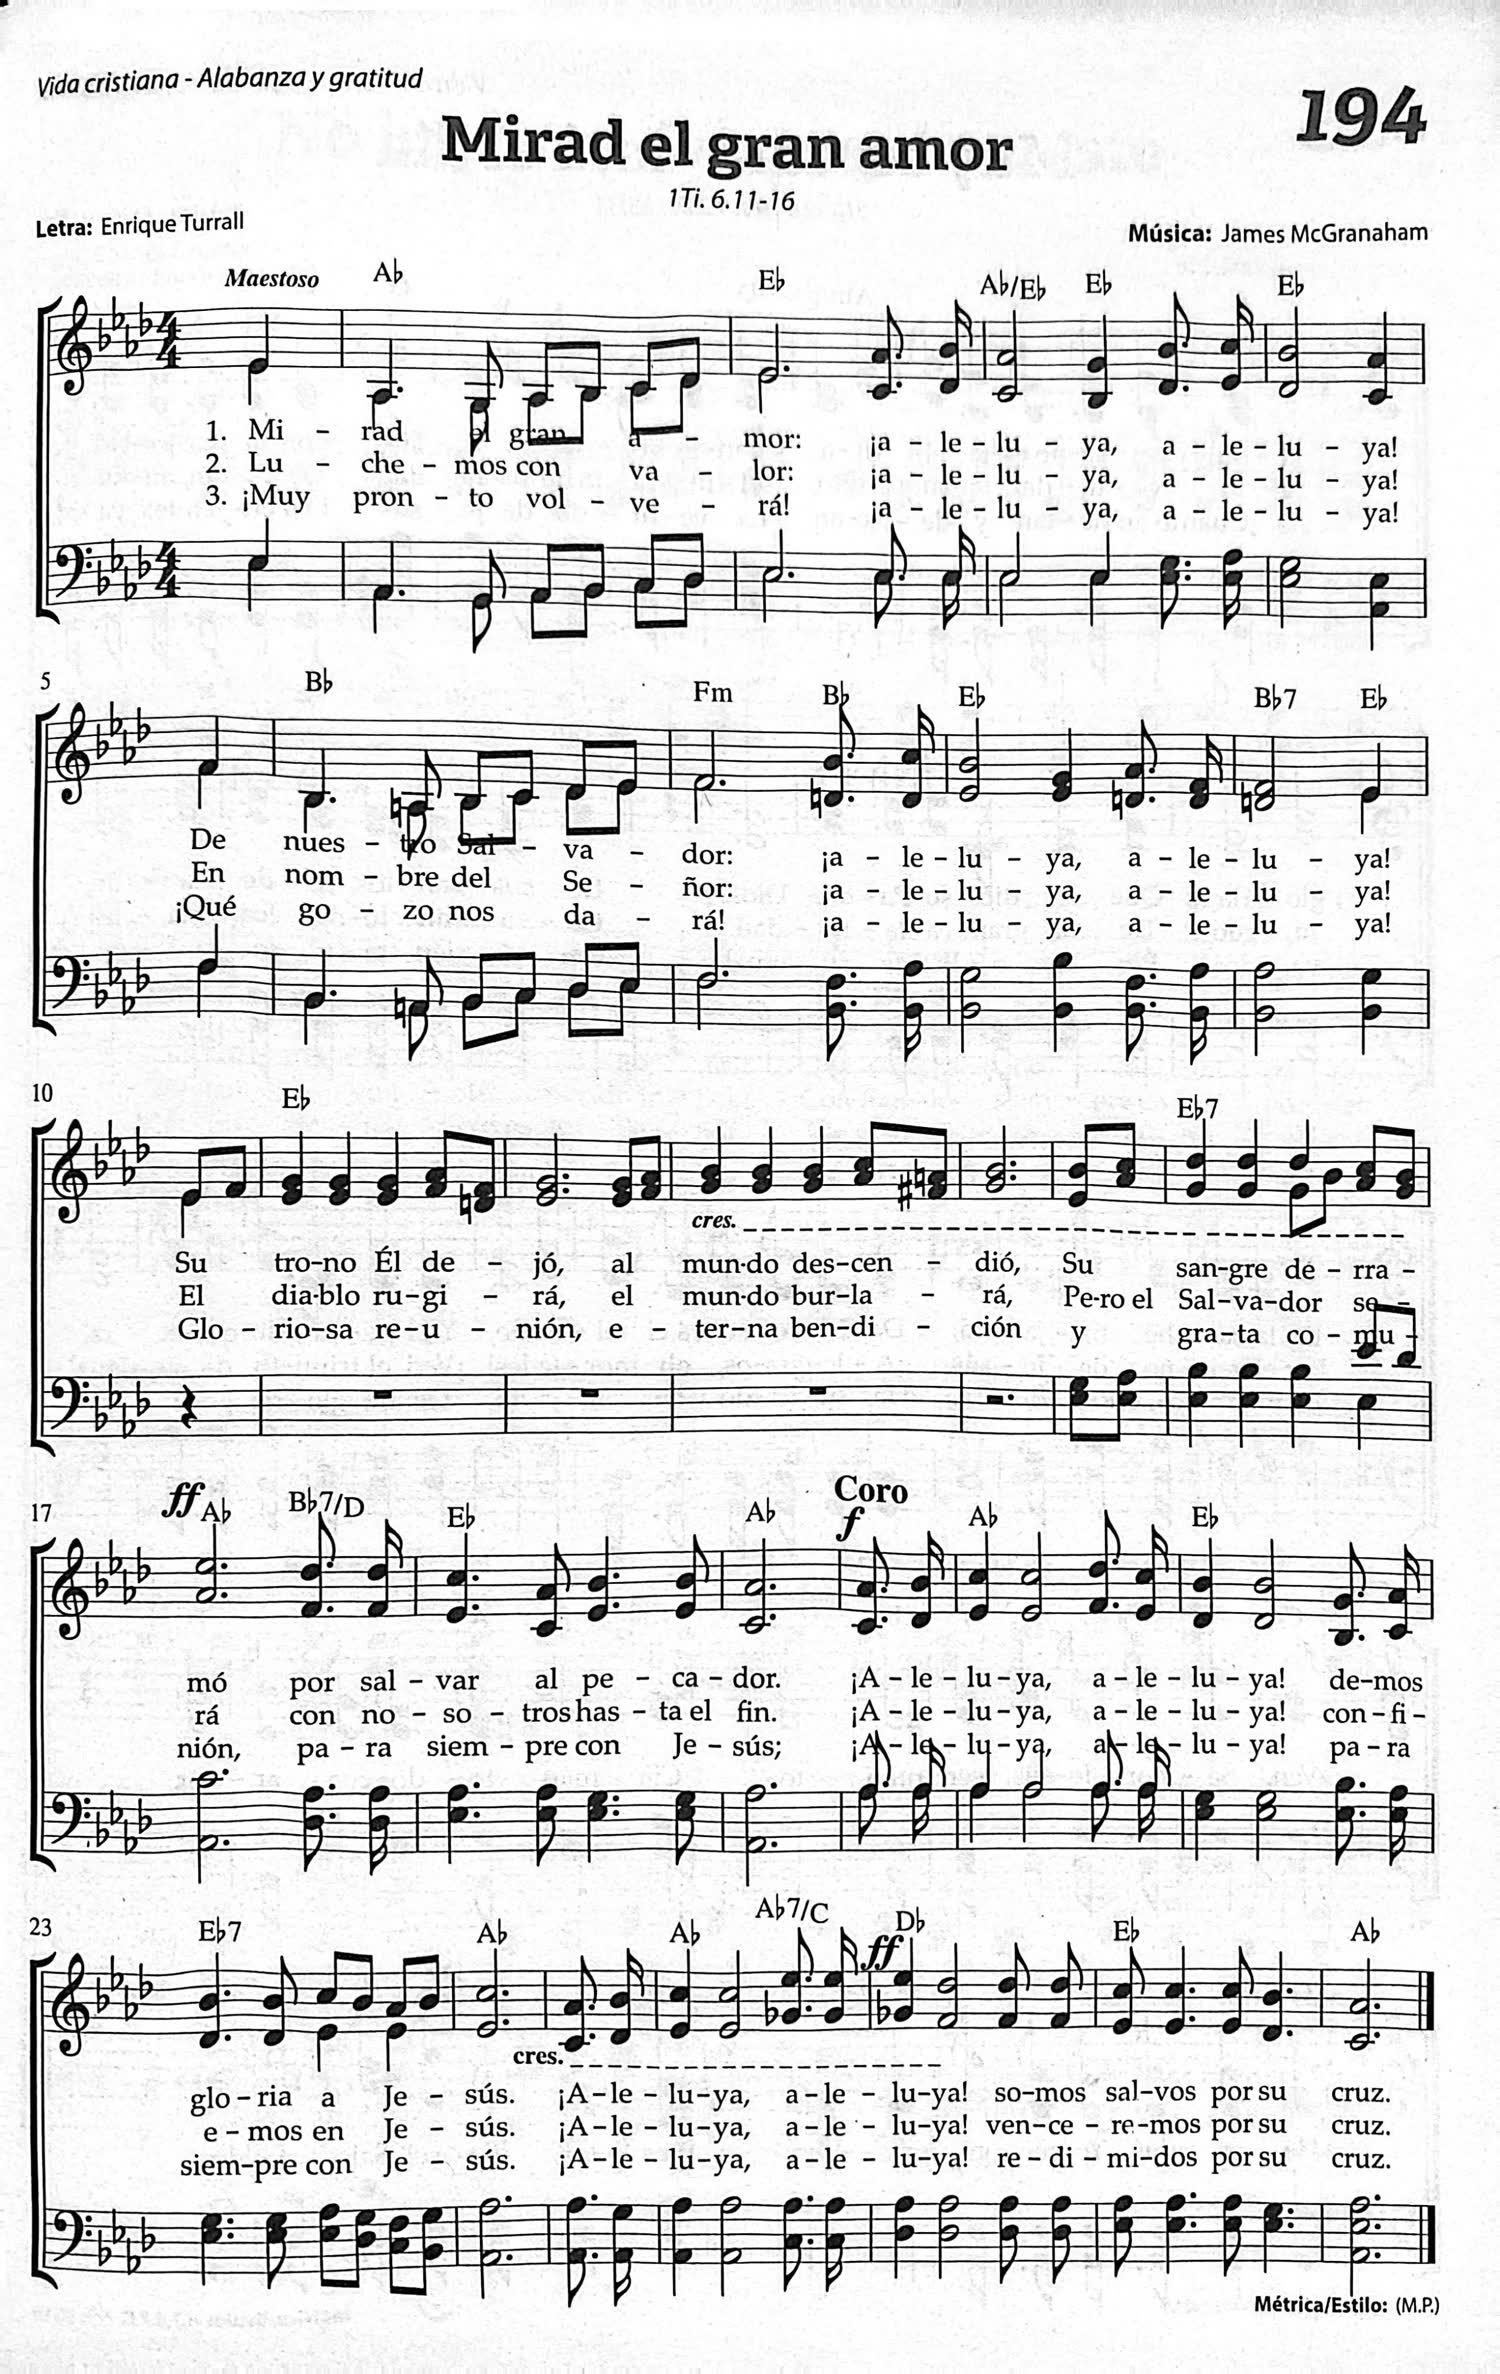 Vida cristiana - Alabanza y gratitud
194
Mirad el gran amor
1Ti. 6.11-16
Letra: Enrique Turrall
Música: James McGranaham
Maestoso A♭ E♭ A♭/E♭ E♭ E♭
1. Mi – rad el gran a – mor: ¡a – le – lu – ya, a – le – lu – ya!
2. Lu – che – mos con va – lor: ¡a – le – lu ya, a – le – lu – ya!
3. ¡Muy pron – to vol – ve – rá! ¡a – le – lu – ya, a – le – lu – ya!
5 B♭ Fm B♭ E♭ B♭7 E♭
De nues – tro Sal – va – dor: ¡a – le – lu – ya, a – le – lu – ya!
En nom – bre del Se – ñor: ¡a – le – lu – ya, a – le – lu – ya!
¡Qué go – zo nos da – rá! ¡a – le – lu – ya, a – le – lu – ya!
10 E♭ E♭7
cres.
Su tro-no Él de – jó, al mun-do des-cen – dió, Su san-gre de – rra –
El dia-blo ru-gi – rá, el mun-do bur-la – rá, Pe-ro el Sal-va-dor se –
Glo – rio-sa re-u – nión, e – ter-na ben-di – ción y gra-ta co – mu –
17 ff A♭ B♭7/D E♭ A♭ Coro f A♭ E♭
mó por sal – var al pe – ca – dor. ¡A – le – lu – ya, a – le – lu – ya! de-mos
rá con no – so – tros has – ta el fin. ¡A – le – lu – ya, a – le – lu – ya! con-fi-
nión, pa – ra siem – pre con Je – sús; ¡A – le – lu – ya, a – le – lu – ya! pa – ra
23 E♭7 A♭ A♭ A♭7/C ff D♭ E♭ A♭
cres.
glo – ria a Je – sús. ¡A – le – lu-ya, a – le – lu-ya! so-mos sal-vos por su cruz.
e – mos en Je – sús. ¡A – le – lu-ya, a – le – lu-ya! ven-ce – re-mos por su cruz.
siem-pre con Je – sús. ¡A – le – lu-ya, a – le – lu-ya! re – di – mi-dos por su cruz.
Métrica/Estilo: (M.P.)